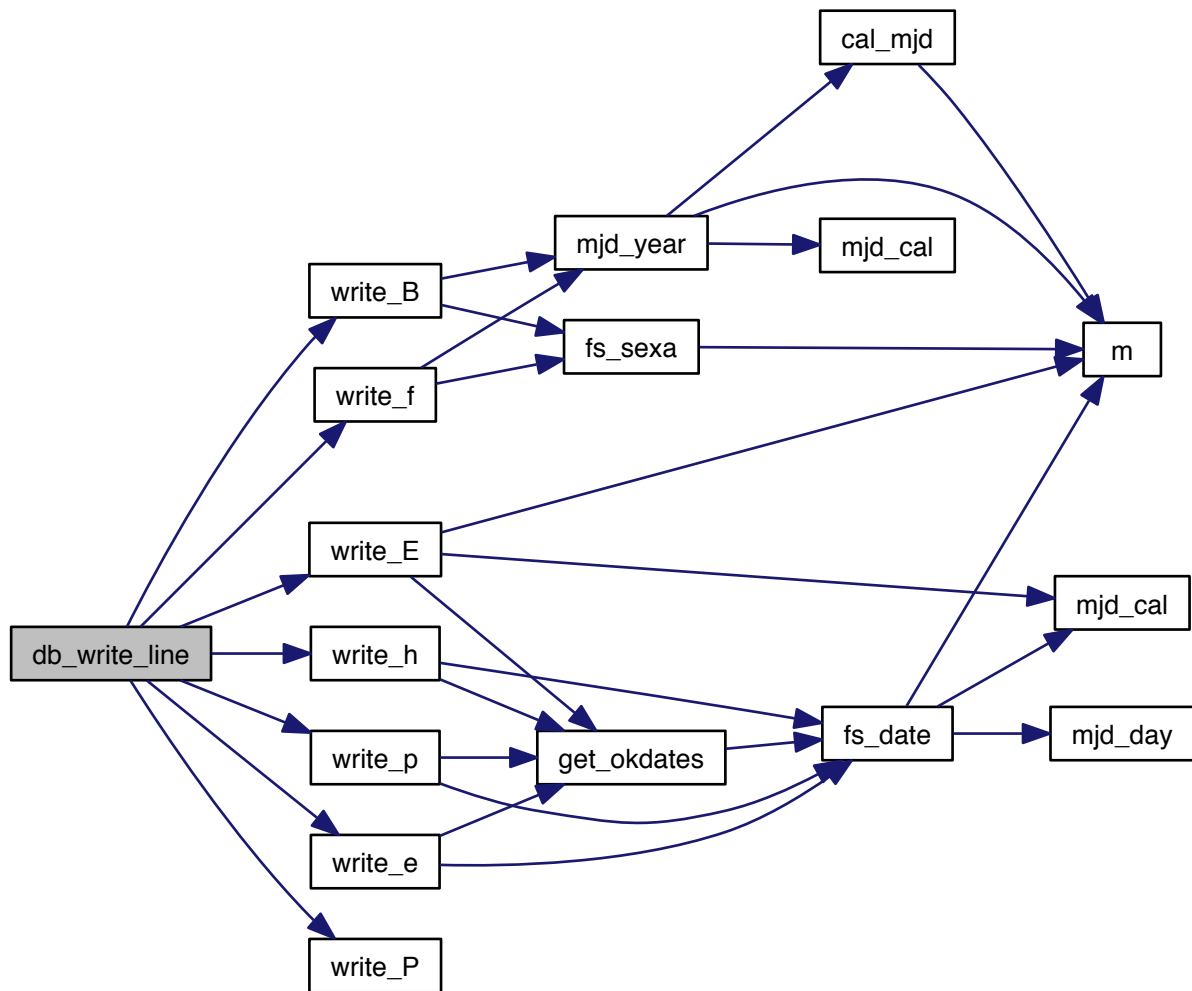 cal_mjd
mjd_year
mjd_cal
write_B
fs_sexa
m
write_f
write_E
mjd_cal
db_write_line
write_h
fs_date
mjd_day
write_p
get_okdates
write_e
write_P